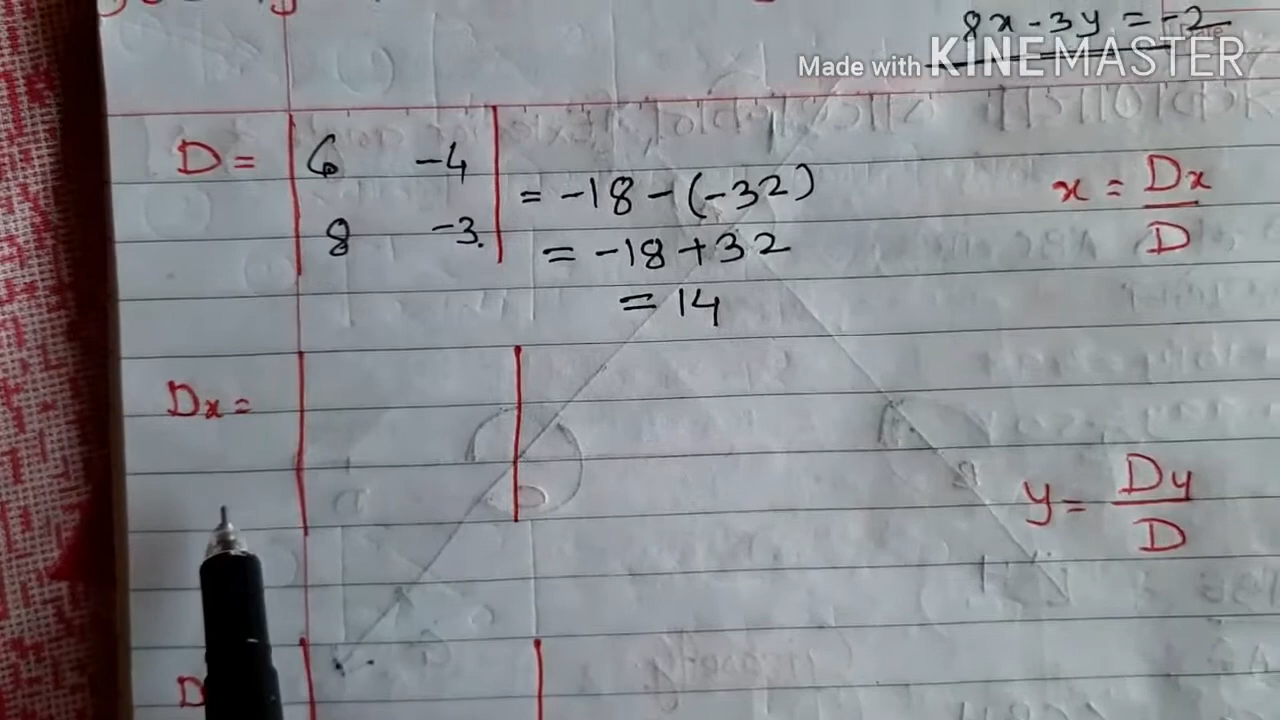 8x - 3y = -2
Made with KINEMASTER
D = | 6 -4 | = -18 - (-32)
| 8 -3. | = -18 + 32
= 14
x = Dx / D
Dx = | |
y = Dy / D
D